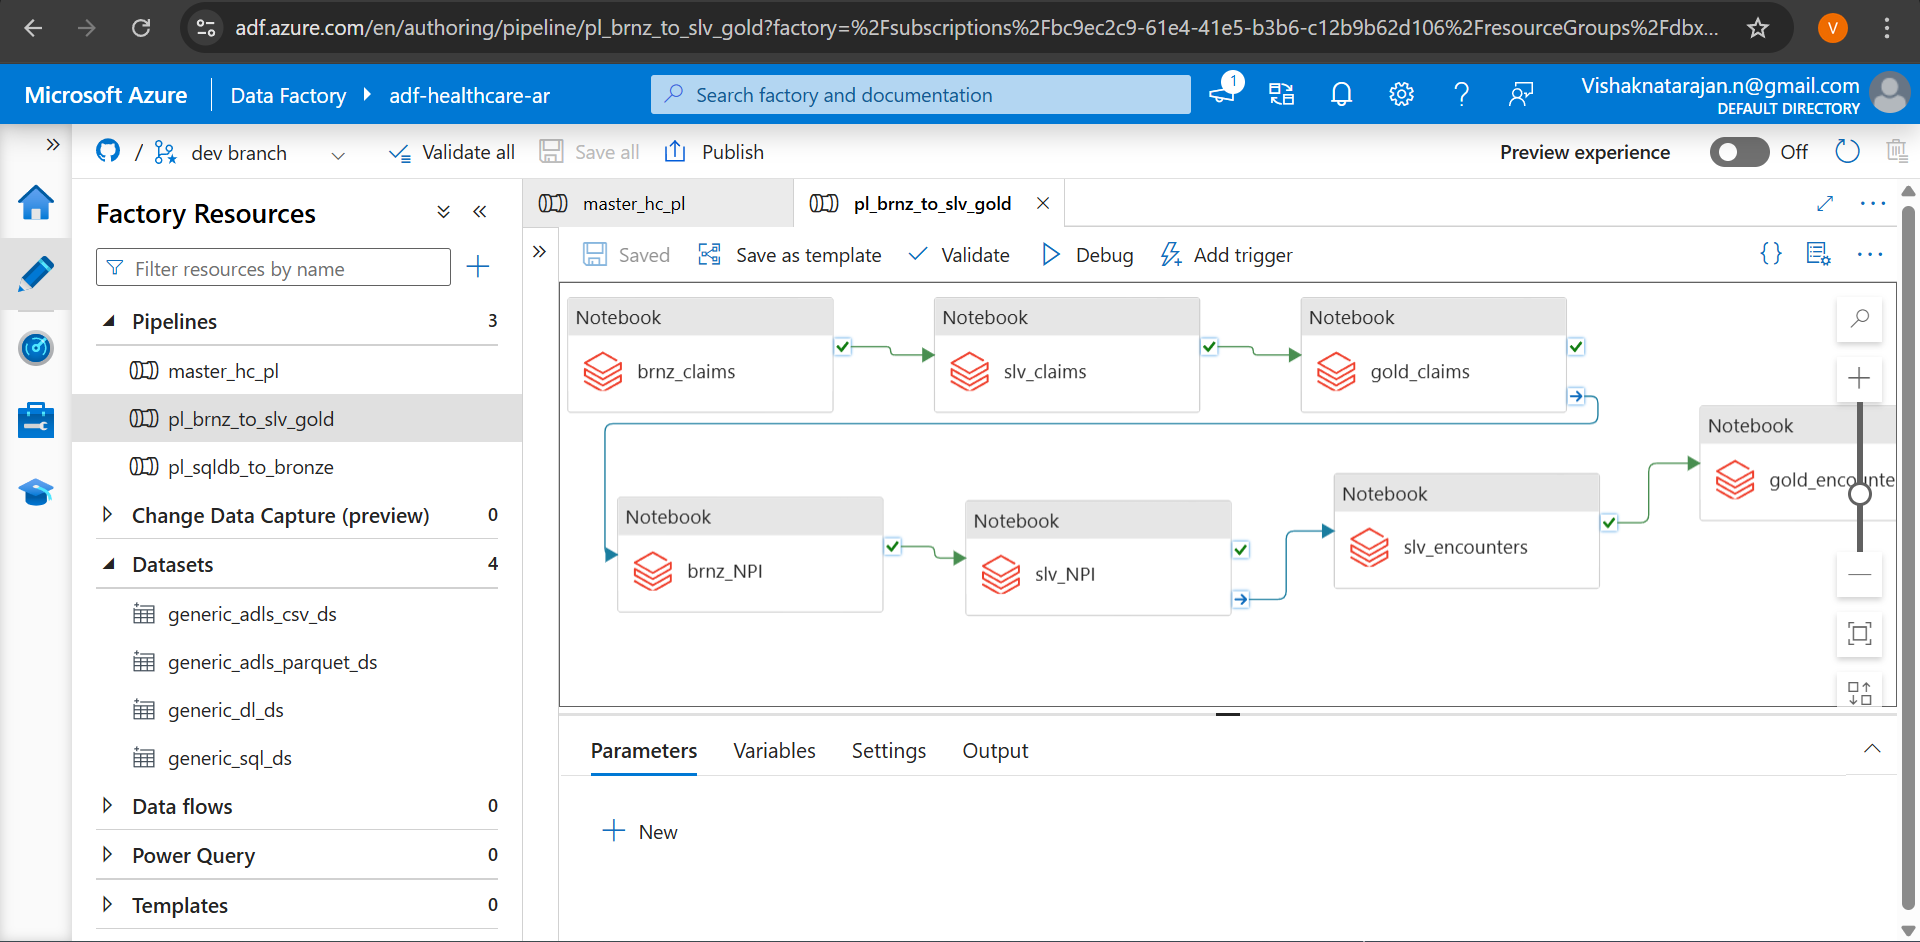 adf.azure.com/en/authoring/pipeline/pl_brnz_to_slv_gold?factory=%2Fsubscriptions%2Fbc9ec2c9-61e4-41e5-b3b6-c12b9b62d106%2FresourceGroups%2Fdbx...
V
Microsoft Azure
Data Factory
adf-healthcare-ar
Search factory and documentation
1
Vishaknatarajan.n@gmail.com
DEFAULT DIRECTORY
/
dev branch
Validate all
Save all
Publish
Preview experience
Off
Factory Resources
Filter resources by name
Pipelines
3
master_hc_pl
pl_brnz_to_slv_gold
pl_sqldb_to_bronze
Change Data Capture (preview)
0
Datasets
4
generic_adls_csv_ds
generic_adls_parquet_ds
generic_dl_ds
generic_sql_ds
Data flows
0
Power Query
0
Templates
0
master_hc_pl
pl_brnz_to_slv_gold
Saved
Save as template
Validate
Debug
Add trigger
Notebook
brnz_claims
Notebook
slv_claims
Notebook
gold_claims
Notebook
gold_encounte
Notebook
brnz_NPI
Notebook
slv_NPI
Notebook
slv_encounters
Parameters
Variables
Settings
Output
New